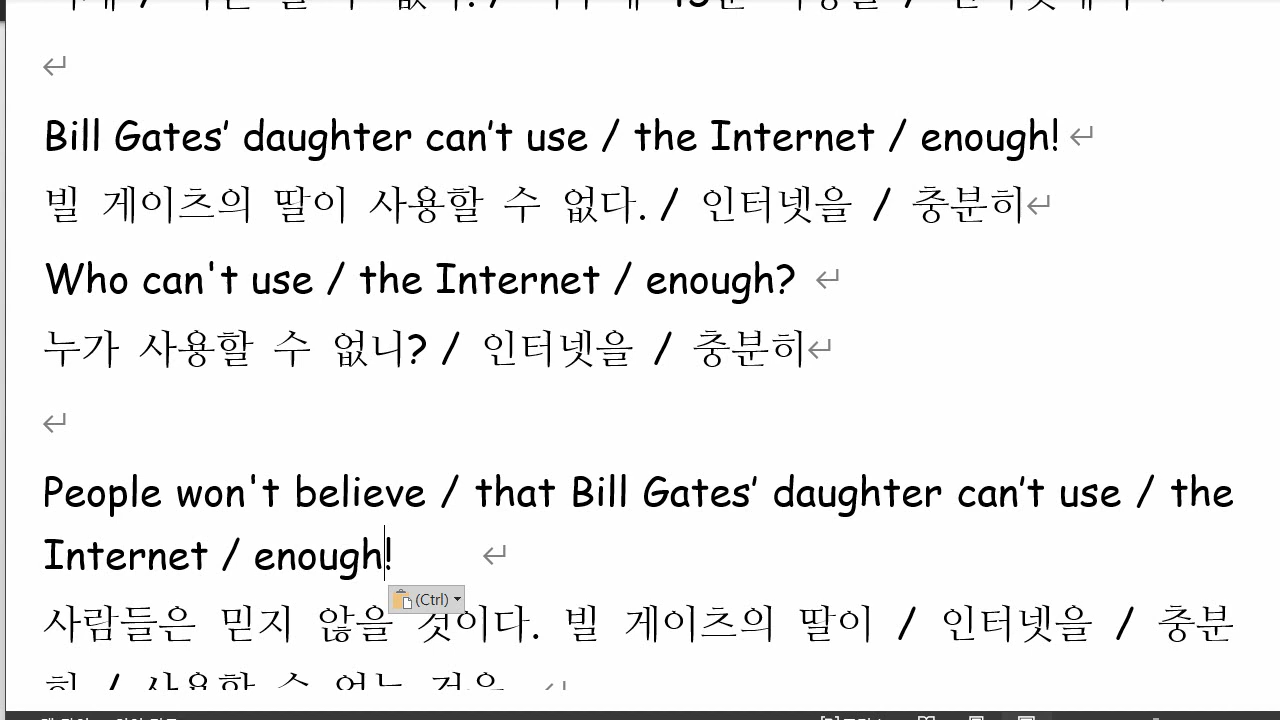 Bill Gates’ daughter can’t use / the Internet / enough!
빌 게이츠의 딸이 사용할 수 없다. / 인터넷을 / 충분히
Who can't use / the Internet / enough?
누가 사용할 수 없니? / 인터넷을 / 충분히
People won't believe / that Bill Gates’ daughter can’t use / the
Internet / enough!
(Ctrl)
사람들은 믿지 않을 것이다. 빌 게이츠의 딸이 / 인터넷을 / 충분